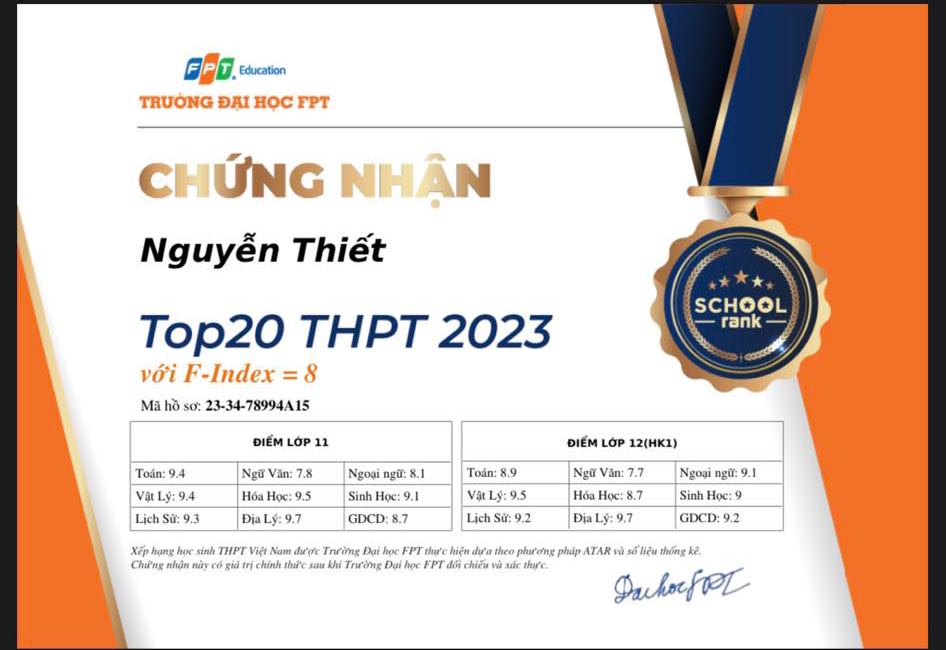 FPT Education
TRƯỜNG ĐẠI HỌC FPT
CHỨNG NHẬN
Nguyễn Thiết
Top20 THPT 2023
với F-Index = 8
Mã hồ sơ: 23-34-78994A15
SCHOOL
rank
ĐIỂM LỚP 11
Toán: 9.4 Ngữ Văn: 7.8 Ngoại ngữ: 8.1
Vật Lý: 9.4 Hóa Học: 9.5 Sinh Học: 9.1
Lịch Sử: 9.3 Địa Lý: 9.7 GDCD: 8.7
ĐIỂM LỚP 12(HK1)
Toán: 8.9 Ngữ Văn: 7.7 Ngoại ngữ: 9.1
Vật Lý: 9.5 Hóa Học: 8.7 Sinh Học: 9
Lịch Sử: 9.2 Địa Lý: 9.7 GDCD: 9.2
Xếp hạng học sinh THPT Việt Nam được Trường Đại học FPT thực hiện dựa theo phương pháp ATAR và số liệu thống kê.
Chứng nhận này có giá trị chính thức sau khi Trường Đại học FPT đối chiếu và xác thực.
Daihoc FPT